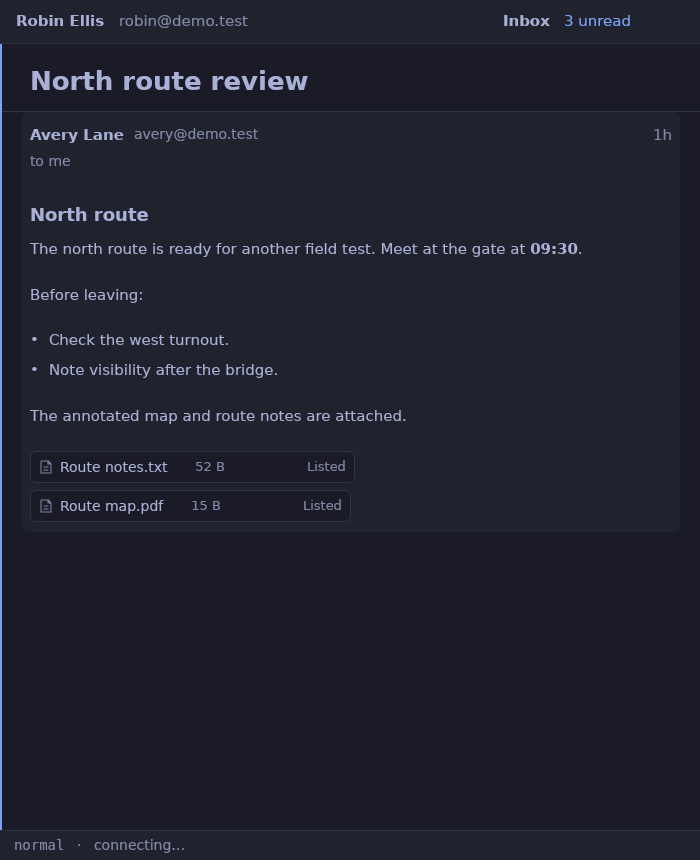 Robin Ellis robin@demo.test Inbox 3 unread
North route review
Avery Lane avery@demo.test 1h
to me
North route
The north route is ready for another field test. Meet at the gate at 09:30.
Before leaving:
• Check the west turnout.
• Note visibility after the bridge.
The annotated map and route notes are attached.
Route notes.txt 52 B Listed
Route map.pdf 15 B Listed
normal · connecting…